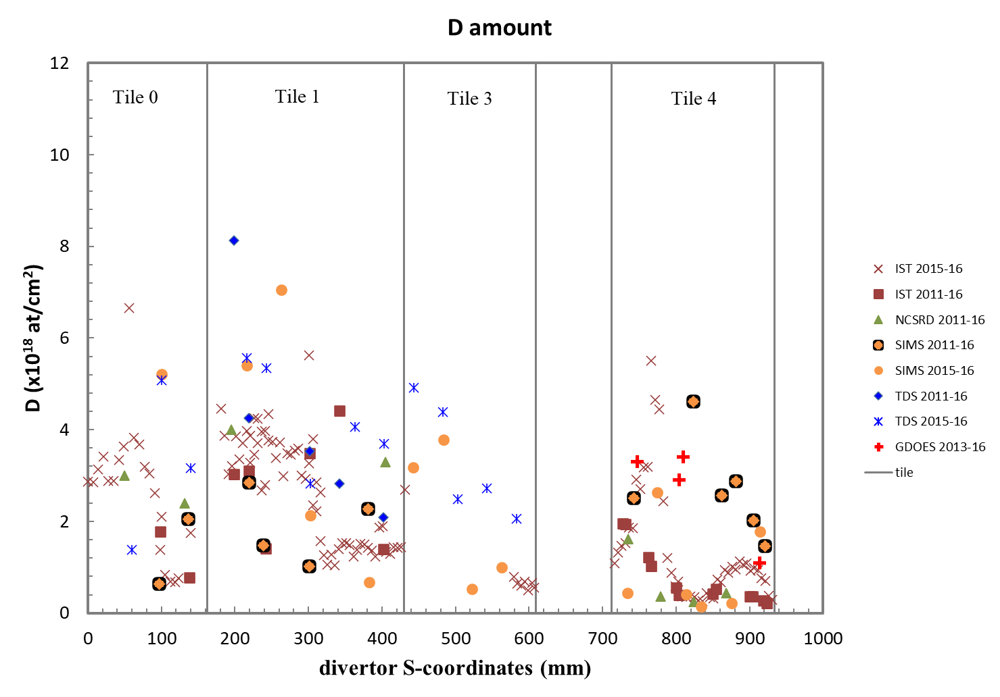 D amount
12
10
8
6
4
2
0
D (x10¹⁸ at/cm²)
Tile 0
Tile 1
Tile 3
Tile 4
0 100 200 300 400 500 600 700 800 900 1000
divertor S-coordinates (mm)
IST 2015-16
IST 2011-16
NCSRD 2011-16
SIMS 2011-16
SIMS 2015-16
TDS 2011-16
TDS 2015-16
GDOES 2013-16
tile